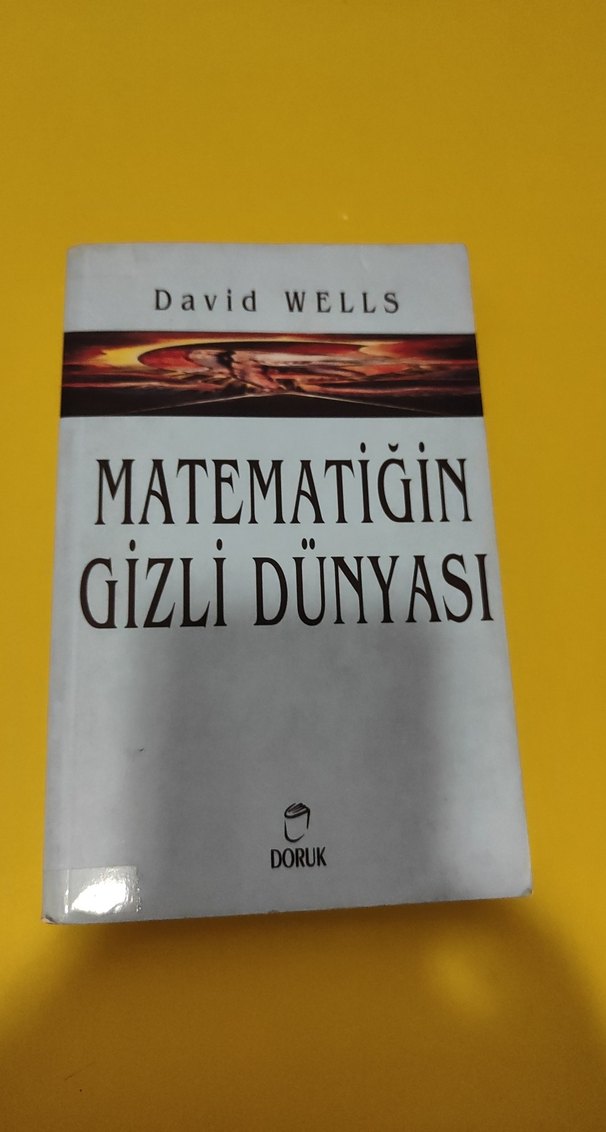 David WELLS
MATEMATİĞİN
GİZLİ DÜNYASI
DORUK